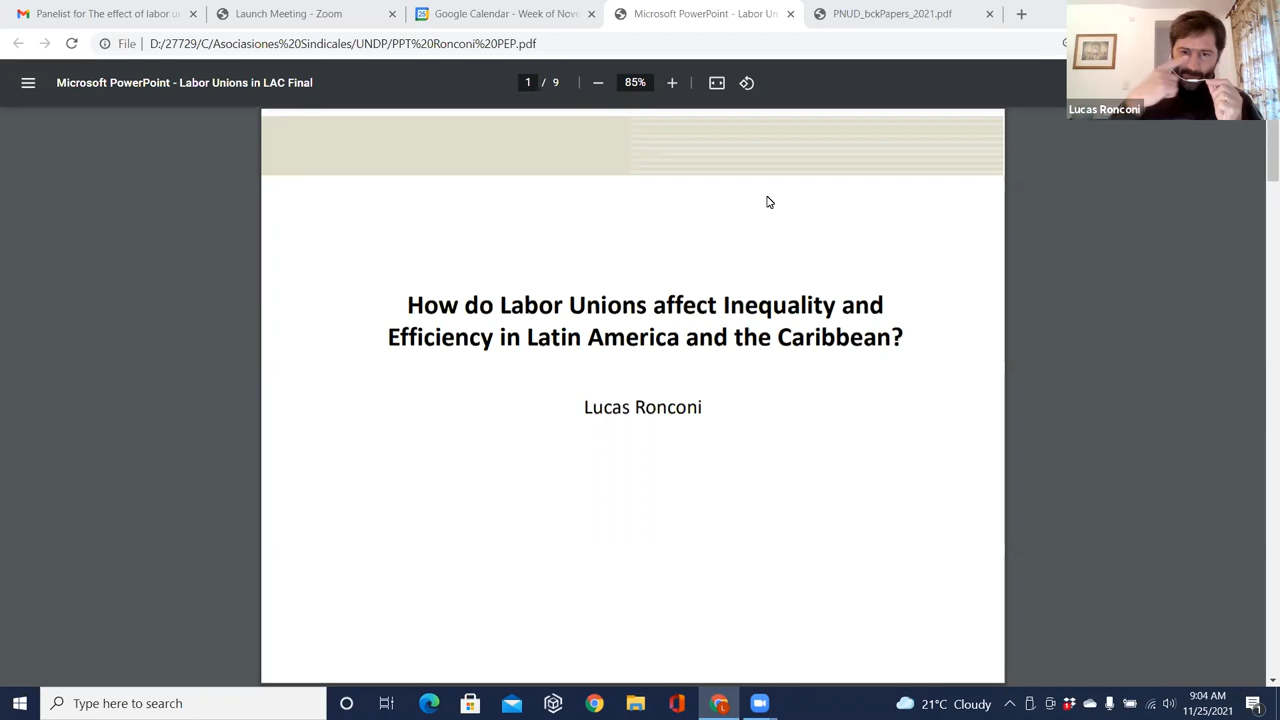 Panelist for The effect of labor u
Launch Meeting - Zoom
Google Calendar - Week of Nov
Microsoft PowerPoint - Labor Un
PNUD_bckPapers_2021.pdf
File
D:/27729/C/Asociasiones%20Sindicales/UNDP/PPT%20Ronconi%20PEP.pdf
Microsoft PowerPoint - Labor Unions in LAC Final
1 / 9
85%
Lucas Ronconi
How do Labor Unions affect Inequality and
Efficiency in Latin America and the Caribbean?
Lucas Ronconi
Type here to search
21°C Cloudy
9:04 AM
11/25/2021
1